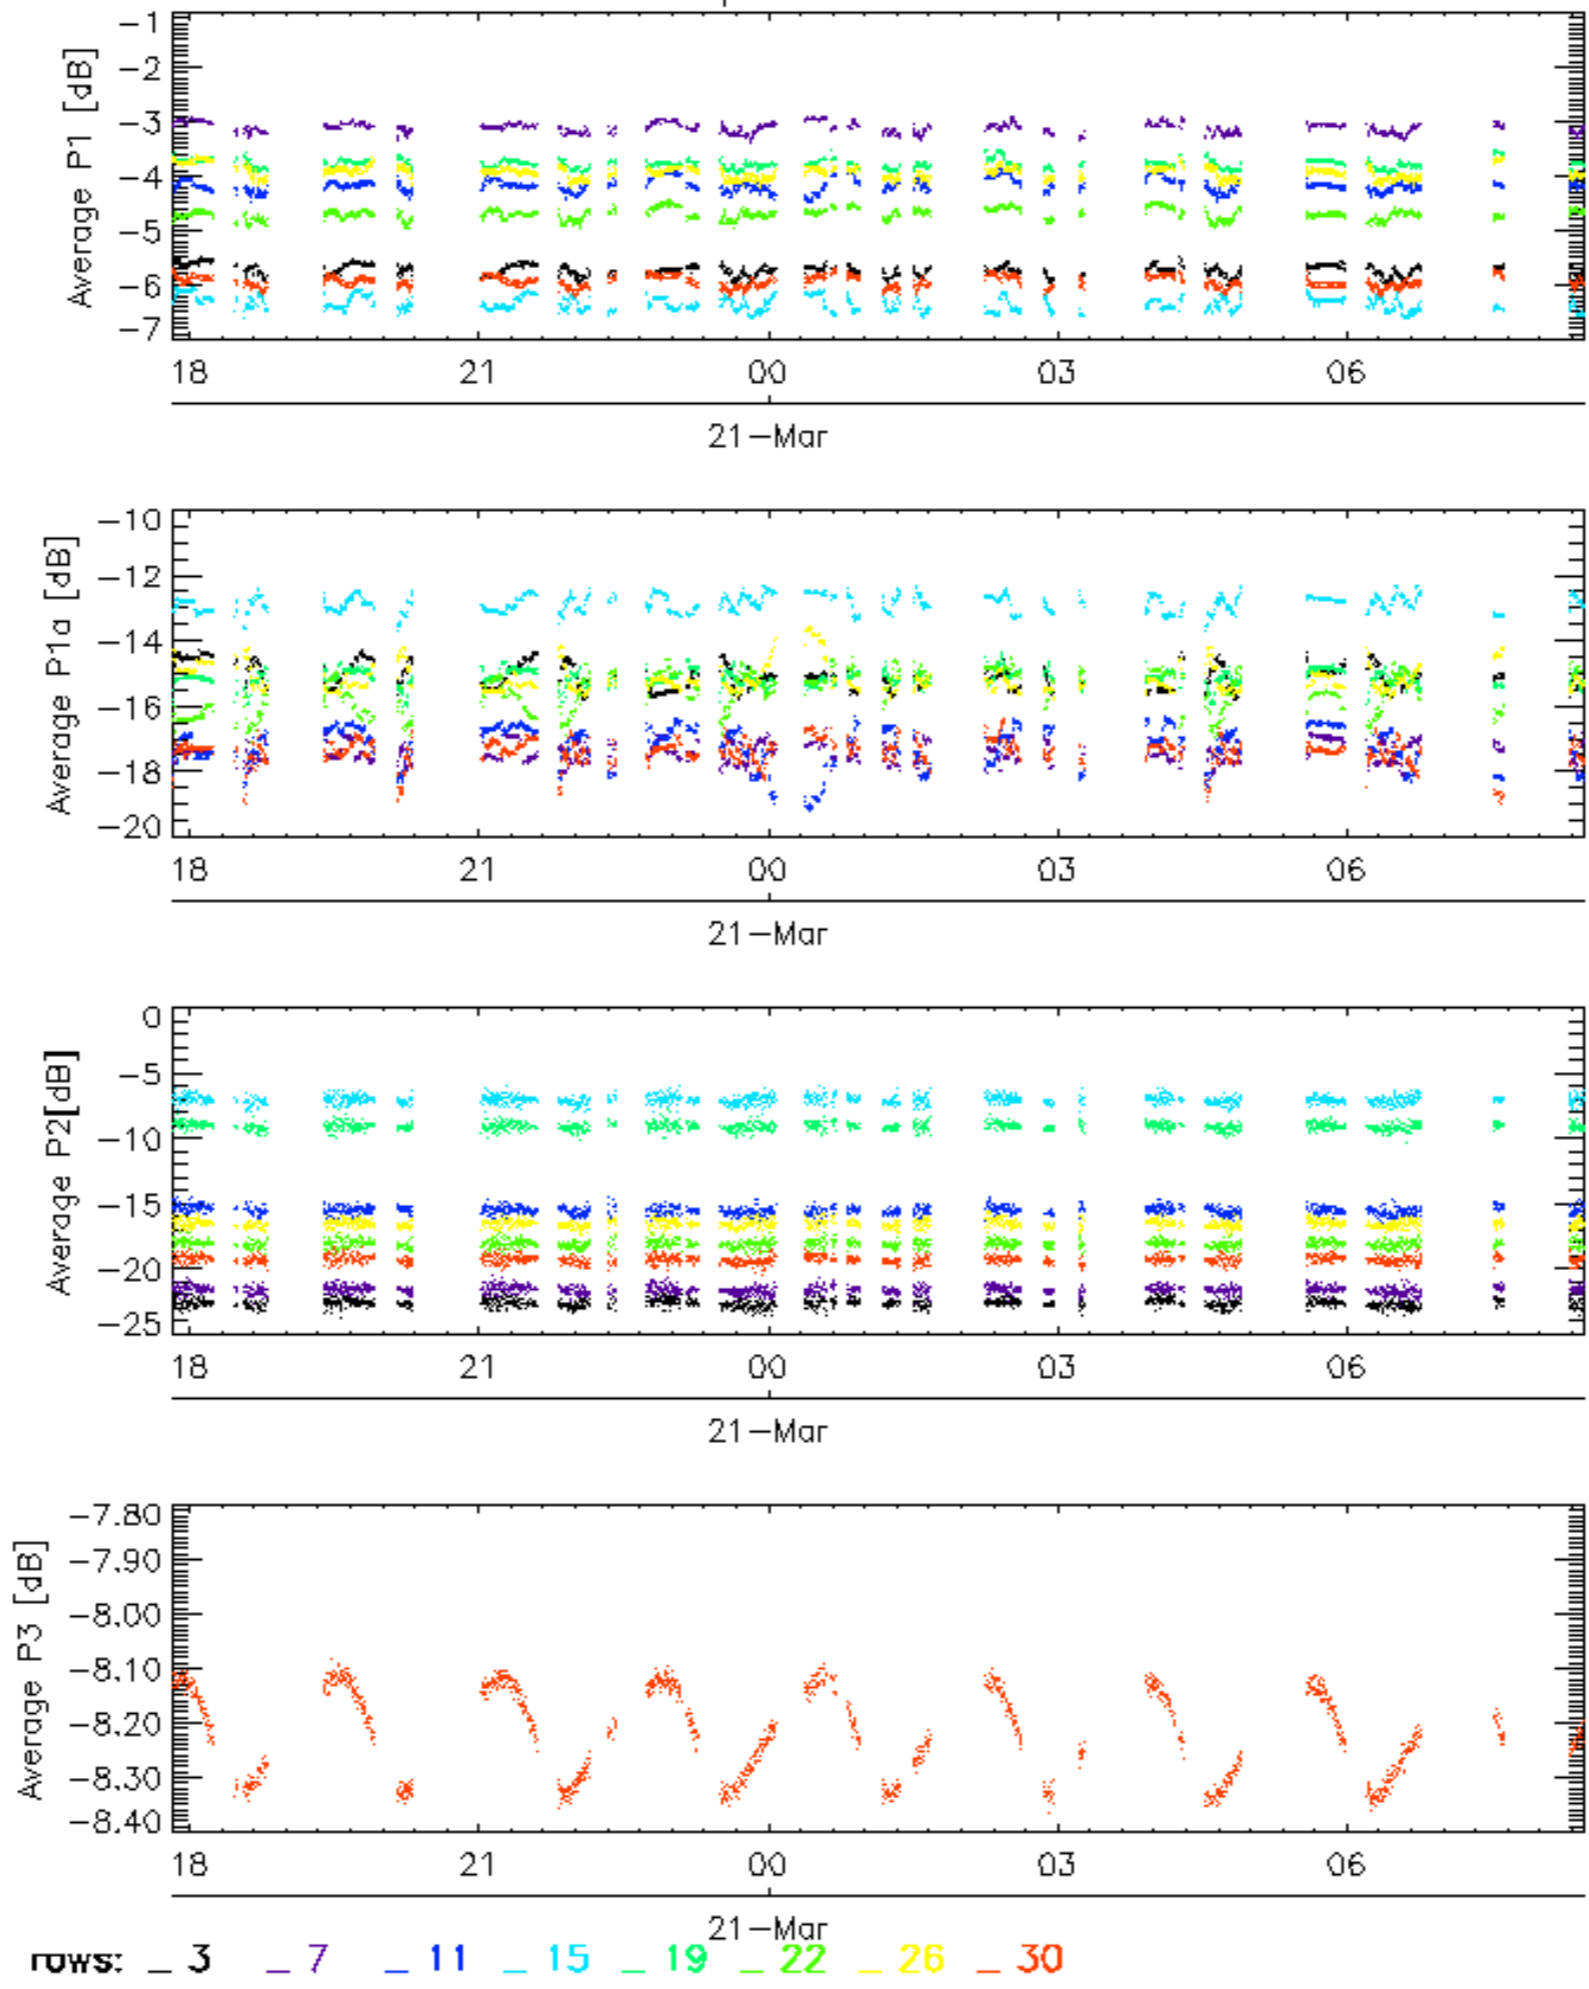 Average P1 [dB]
-1
-2
-3
-4
-5
-6
-7
18 21 00 03 06
21-Mar
Average P1a [dB]
-10
-12
-14
-16
-18
-20
18 21 00 03 06
21-Mar
Average P2[dB]
0
-5
-10
-15
-20
-25
18 21 00 03 06
21-Mar
Average P3 [dB]
-7.80
-7.90
-8.00
-8.10
-8.20
-8.30
-8.40
18 21 00 03 06
21-Mar
rows: _ 3 _ 7 _ 11 _ 15 _ 19 _ 22 _ 26 _ 30